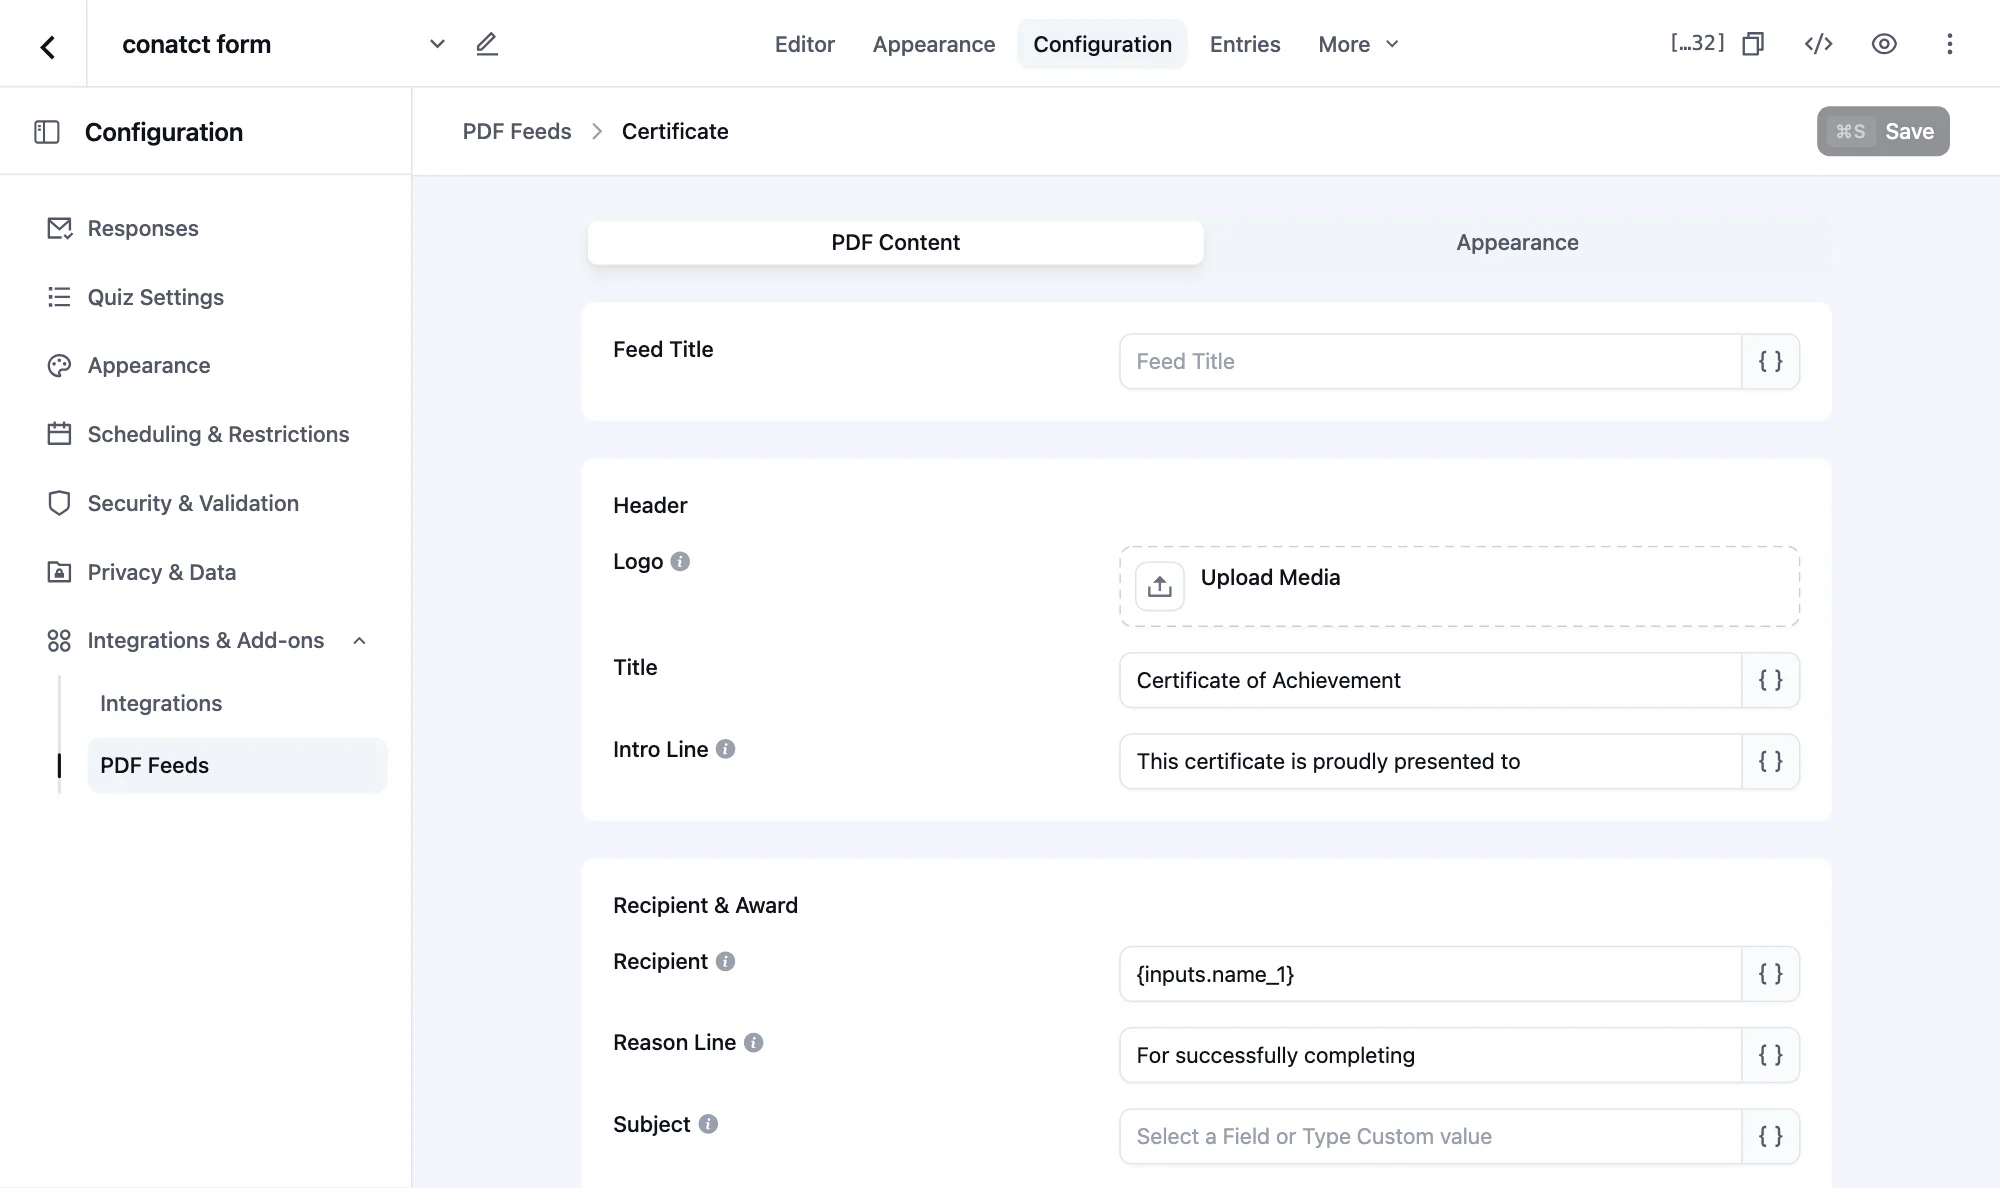 conatct form
Editor
Appearance
Configuration
Entries
More
[...32]
</>
Configuration
PDF Feeds > Certificate
⌘S Save
Responses
Quiz Settings
Appearance
Scheduling & Restrictions
Security & Validation
Privacy & Data
Integrations & Add-ons
Integrations
PDF Feeds
PDF Content
Appearance
Feed Title
Feed Title
{ }
Header
Logo i
Upload Media
Title
Certificate of Achievement
{ }
Intro Line i
This certificate is proudly presented to
{ }
Recipient & Award
Recipient i
{inputs.name_1}
{ }
Reason Line i
For successfully completing
{ }
Subject i
Select a Field or Type Custom value
{ }